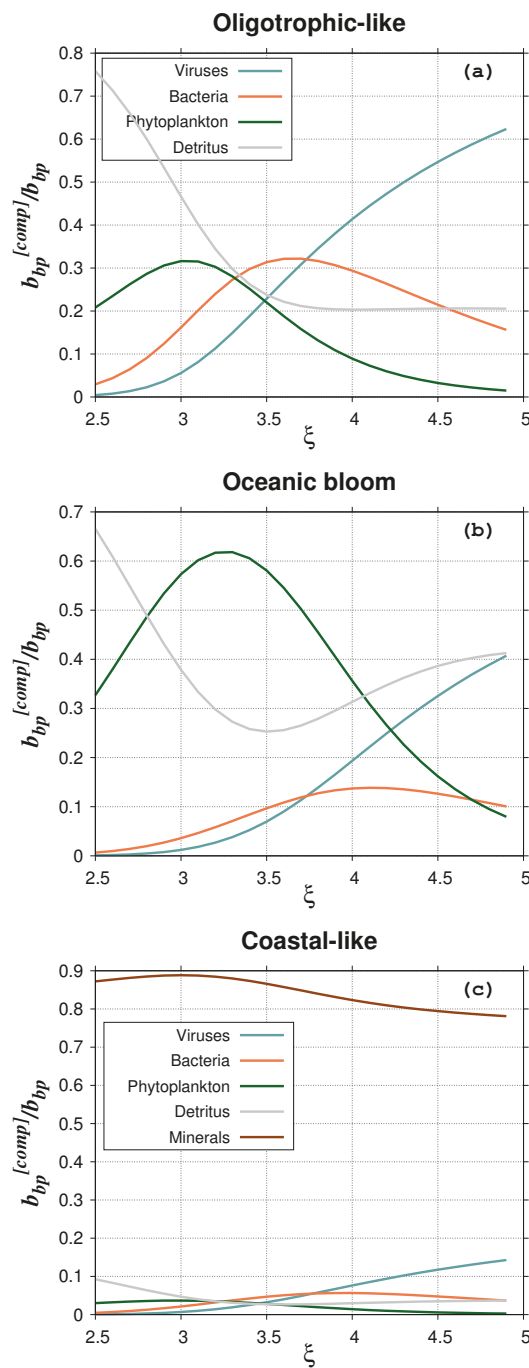 Oligotrophic-like
0.8
0.7
0.6
0.5
0.4
0.3
0.2
0.1
0
b_bp^[comp]/b_bp
Viruses
Bacteria
Phytoplankton
Detritus
(a)
2.5 3 3.5 4 4.5 5
ξ
Oceanic bloom
0.7
0.6
0.5
0.4
0.3
0.2
0.1
0
b_bp^[comp]/b_bp
(b)
2.5 3 3.5 4 4.5 5
ξ
Coastal-like
0.9
0.8
0.7
0.6
0.5
0.4
0.3
0.2
0.1
0
b_bp^[comp]/b_bp
(c)
Viruses
Bacteria
Phytoplankton
Detritus
Minerals
2.5 3 3.5 4 4.5 5
ξ